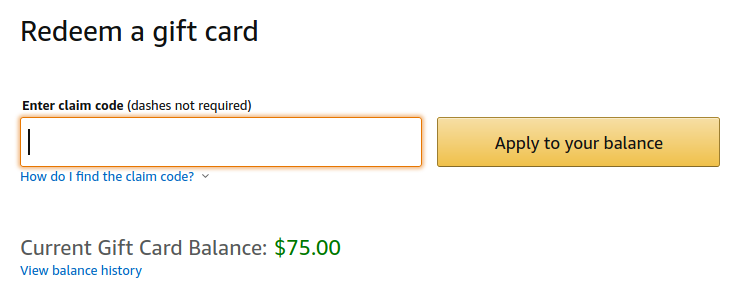 Redeem a gift card
Enter claim code (dashes not required)
Apply to your balance
How do I find the claim code?
Current Gift Card Balance: $75.00
View balance history